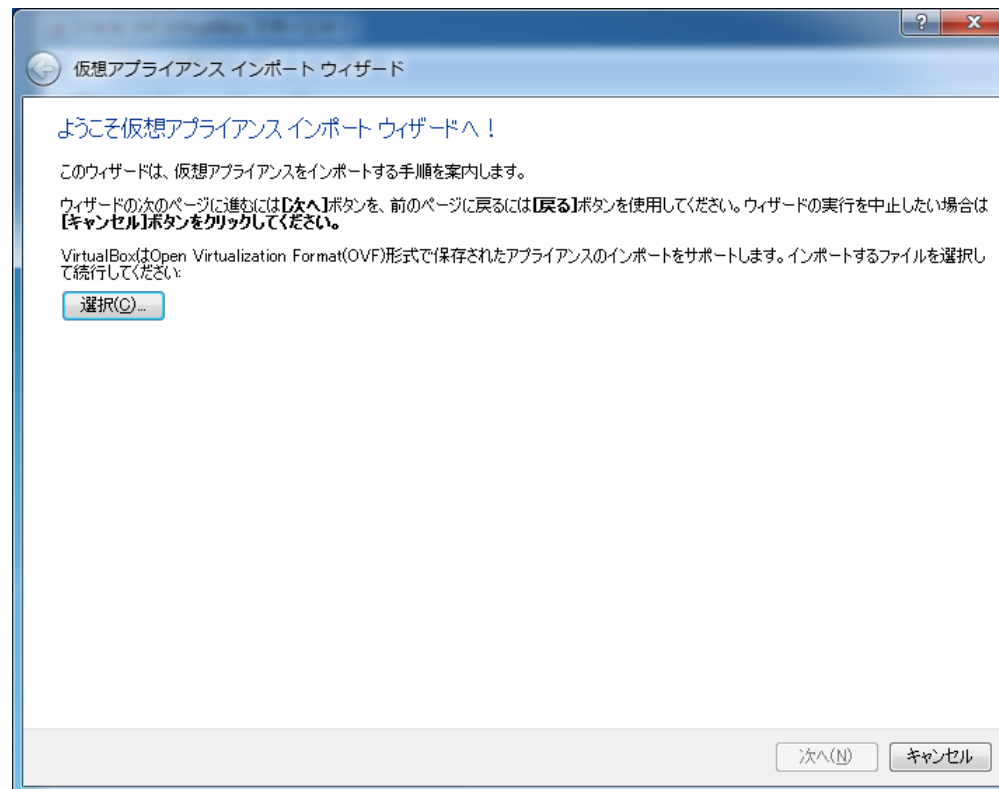 仮想アプライアンス インポート ウィザード
ようこそ仮想アプライアンス インポート ウィザードへ！
このウィザードは、仮想アプライアンスをインポートする手順を案内します。
ウィザードの次のページに進むには[次へ]ボタンを、前のページに戻るには[戻る]ボタンを使用してください。ウィザードの実行を中止したい場合は
[キャンセル]ボタンをクリックしてください。
VirtualBoxはOpen Virtualization Format(OVF)形式で保存されたアプライアンスのインポートをサポートします。インポートするファイルを選択し
て続行してください:
選択(C)...
次へ(N)
キャンセル